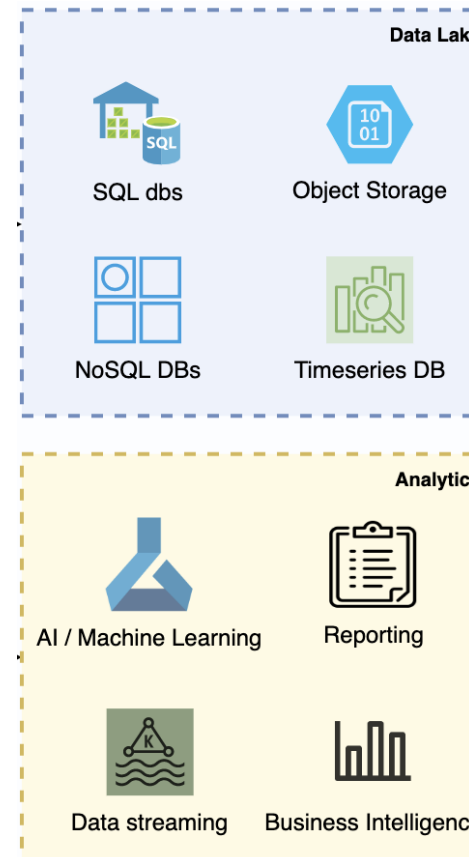 Data Lak
SQL
10
01
SQL dbs
Object Storage
NoSQL DBs
Timeseries DB
Analytic
AI / Machine Learning
Reporting
K
Data streaming
Business Intelligenc